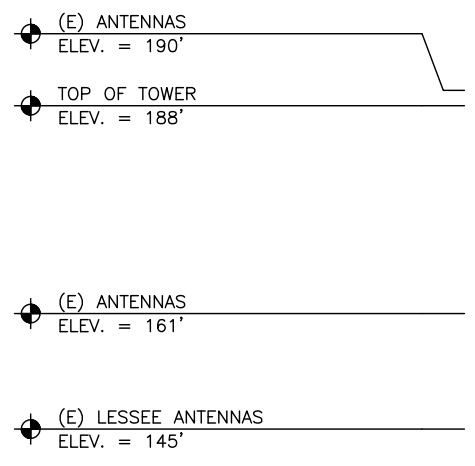 (E) ANTENNAS
ELEV. = 190'
TOP OF TOWER
ELEV. = 188'
(E) ANTENNAS
ELEV. = 161'
(E) LESSEE ANTENNAS
ELEV. = 145'